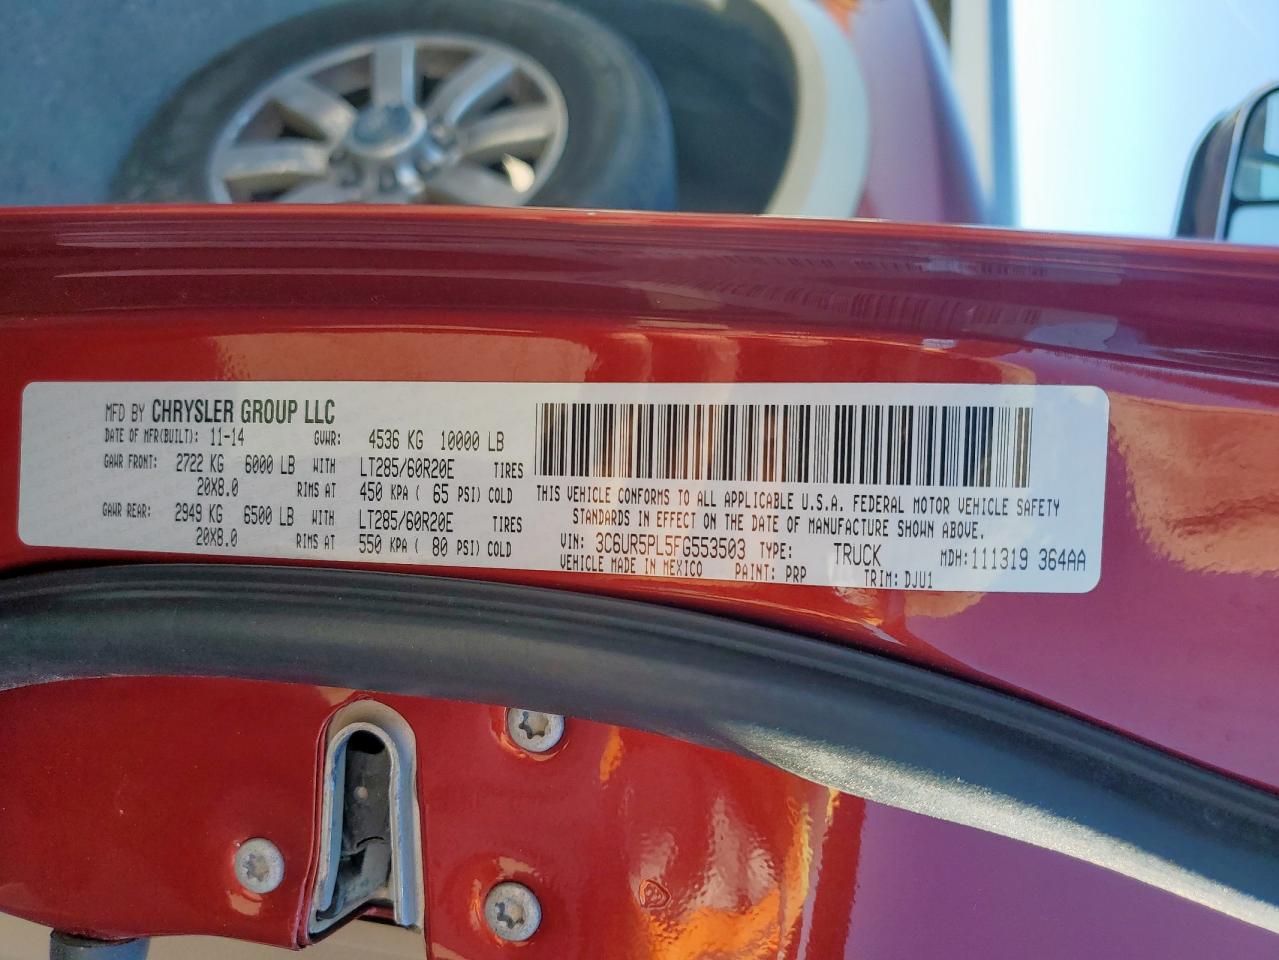 MFD BY CHRYSLER GROUP LLC
DATE OF MFR(BUILT): 11-14 GVWR: 4536 KG 10000 LB
GAWR FRONT: 2722 KG 6000 LB WITH LT285/60R20E TIRES
20X8.0 RIMS AT 450 KPA ( 65 PSI) COLD
GAWR REAR: 2949 KG 6500 LB WITH LT285/60R20E TIRES
20X8.0 RIMS AT 550 KPA ( 80 PSI) COLD
THIS VEHICLE CONFORMS TO ALL APPLICABLE U.S.A. FEDERAL MOTOR VEHICLE SAFETY
STANDARDS IN EFFECT ON THE DATE OF MANUFACTURE SHOWN ABOVE.
VIN: 3C6UR5PL5FG553503 TYPE: TRUCK MDH: 111319 364AA
VEHICLE MADE IN MEXICO PAINT: PRP TRIM: DJU1